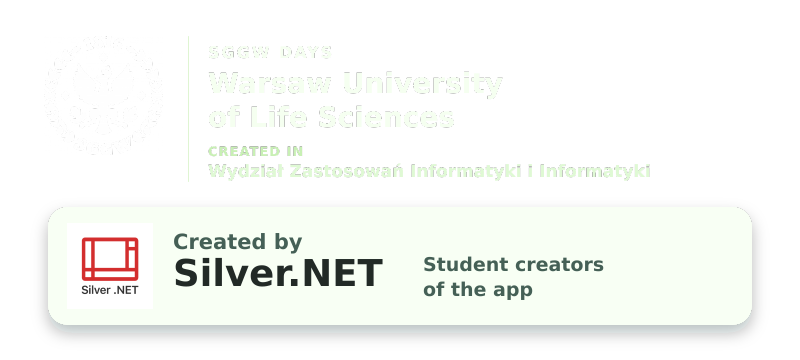 SGGW DAYS
Warsaw University
of Life Sciences
CREATED IN
Wydział Zastosowań Informatyki i Informatyki
Created by
Silver.NET
Student creators
of the app
Silver .NET